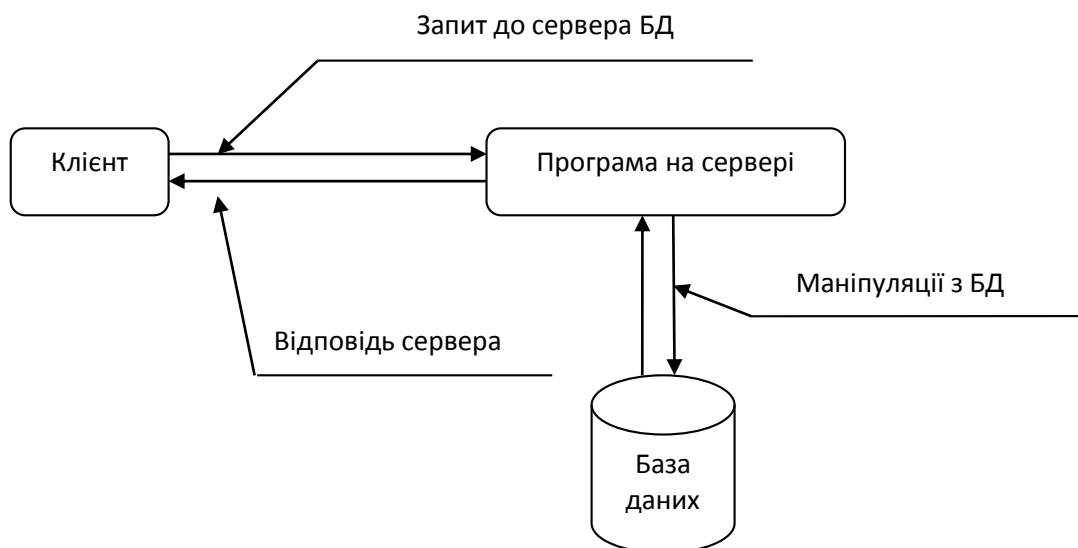 Запит до сервера БД
Клієнт
Програма на сервері
Маніпуляції з БД
Відповідь сервера
База
даних